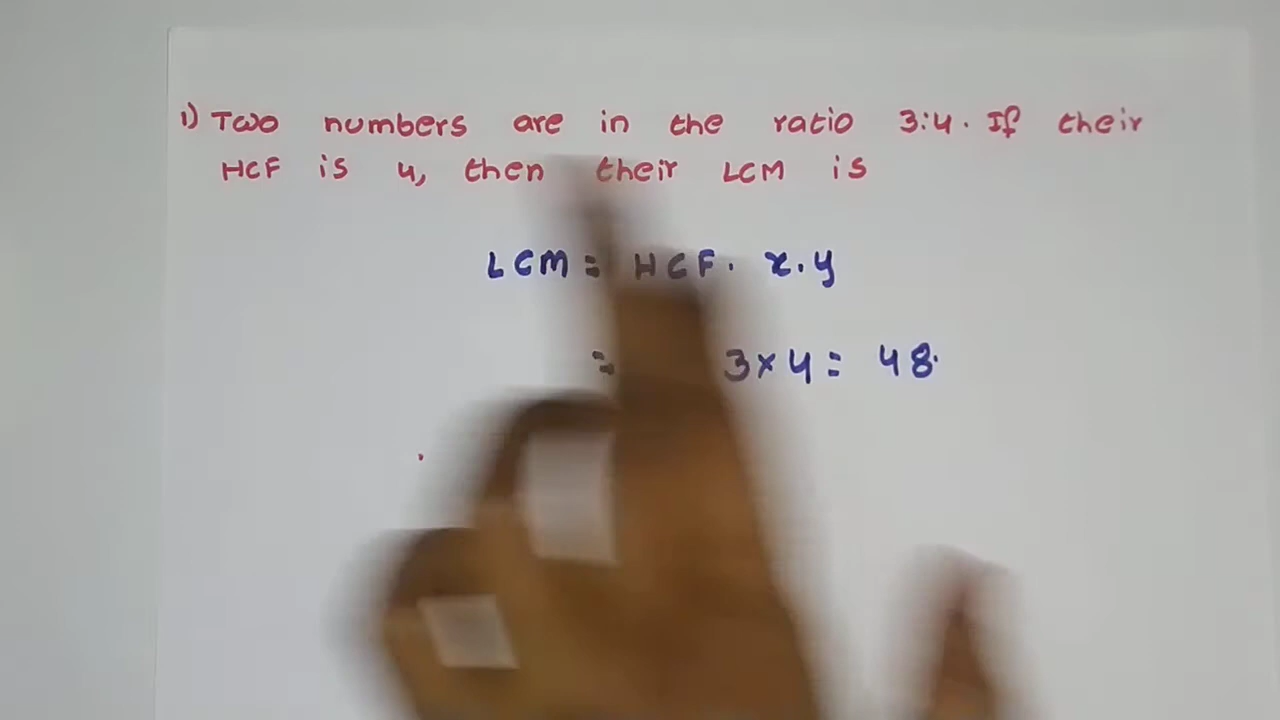 1) Two numbers are in the ratio 3:4. If their
HCF is 4, then their LCM is
LCM = HCF. x.y
= 3×4 = 48.